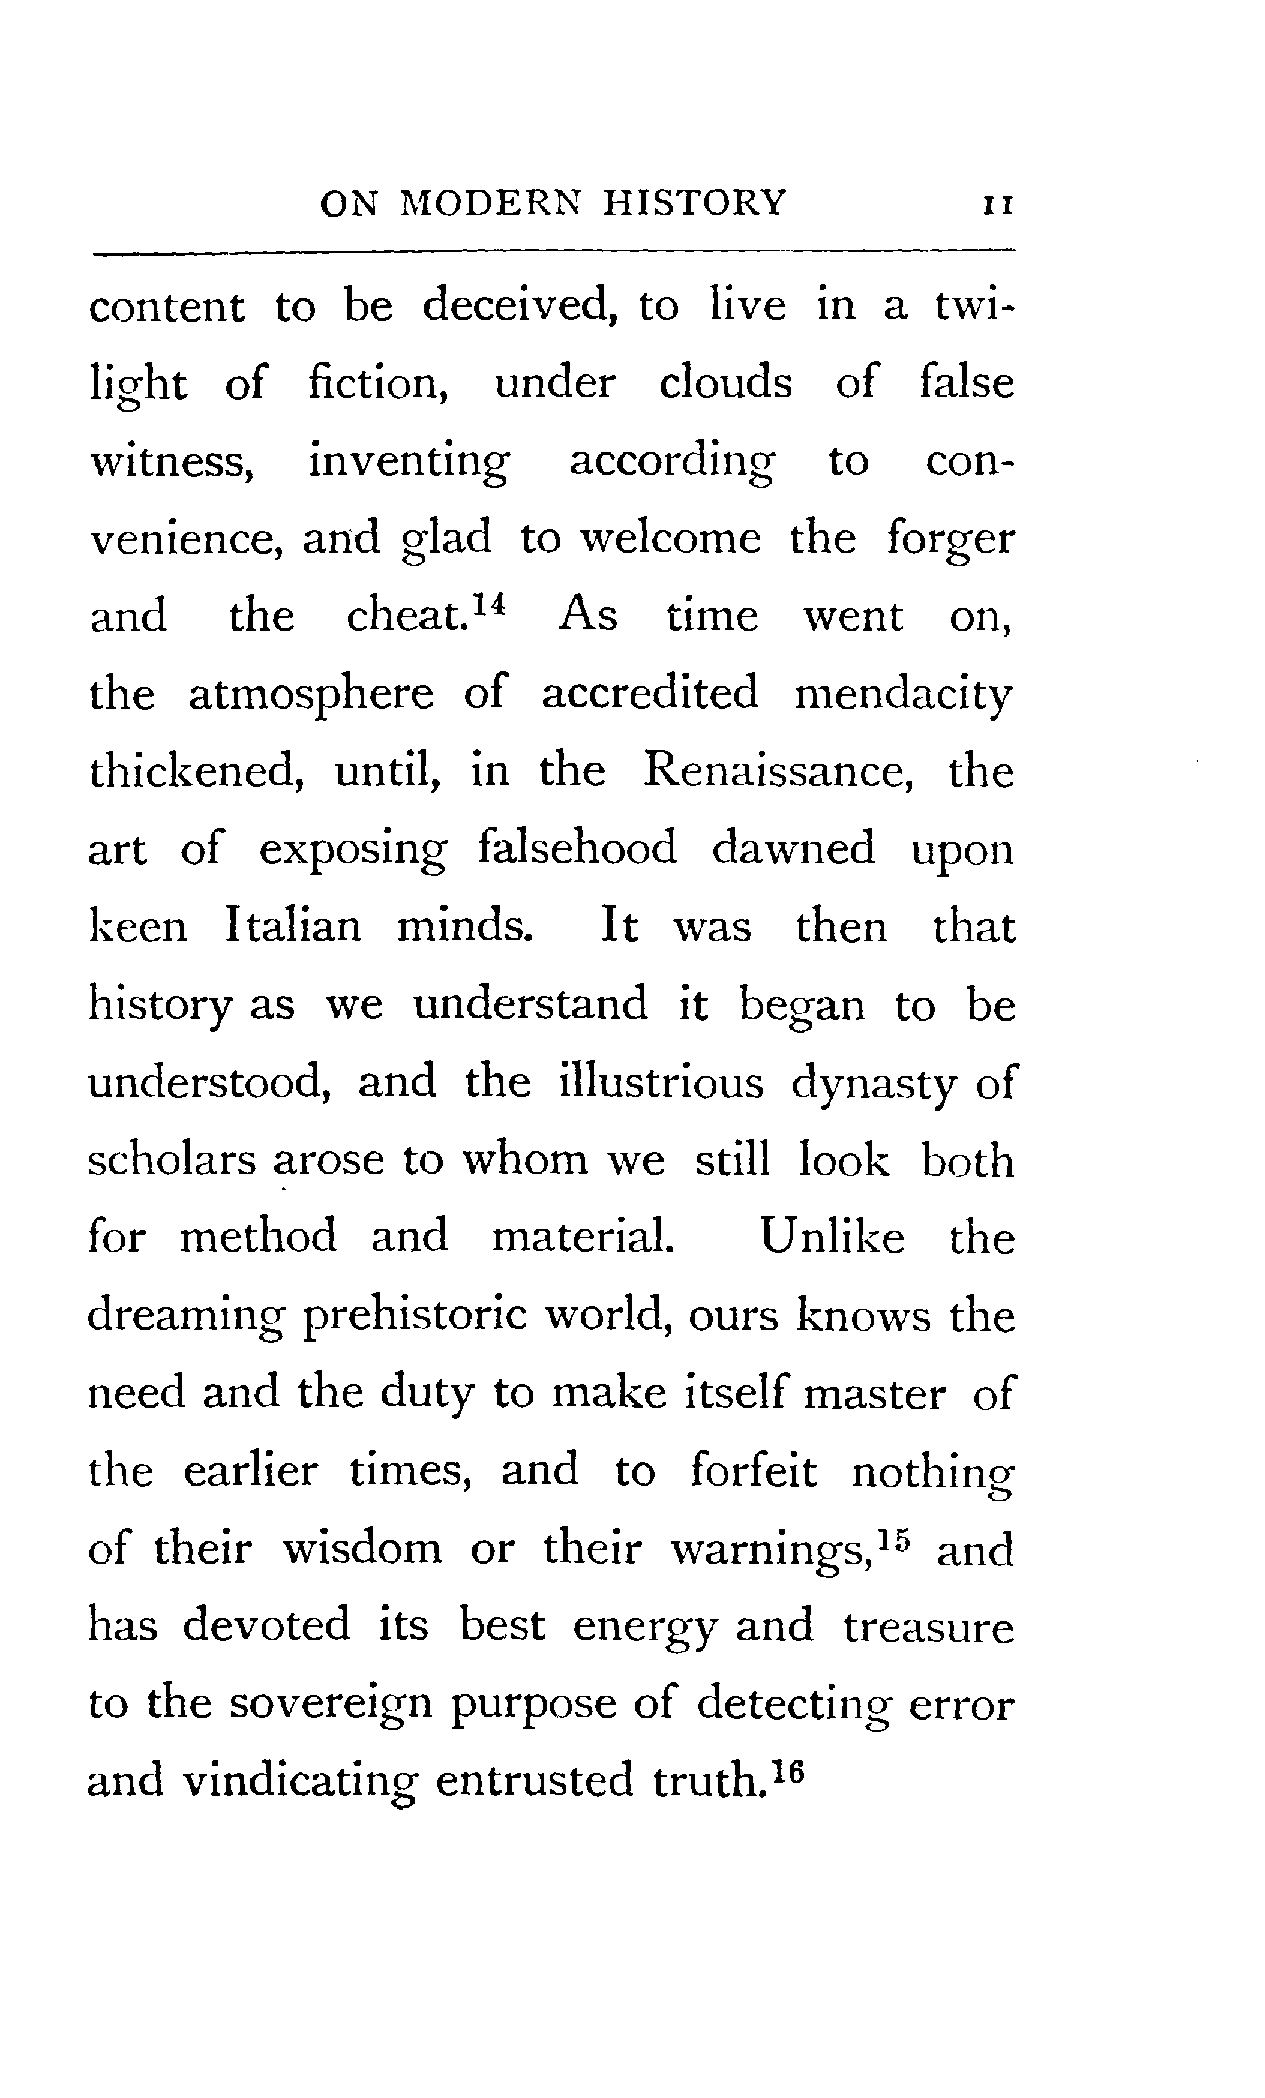 ON MODERN HISTORY 11
content to be deceived, to live in a twi-
light of fiction, under clouds of false
witness, inventing according to con-
venience, and glad to welcome the forger
and the cheat.¹⁴ As time went on,
the atmosphere of accredited mendacity
thickened, until, in the Renaissance, the
art of exposing falsehood dawned upon
keen Italian minds. It was then that
history as we understand it began to be
understood, and the illustrious dynasty of
scholars arose to whom we still look both
for method and material. Unlike the
dreaming prehistoric world, ours knows the
need and the duty to make itself master of
the earlier times, and to forfeit nothing
of their wisdom or their warnings,¹⁵ and
has devoted its best energy and treasure
to the sovereign purpose of detecting error
and vindicating entrusted truth.¹⁶